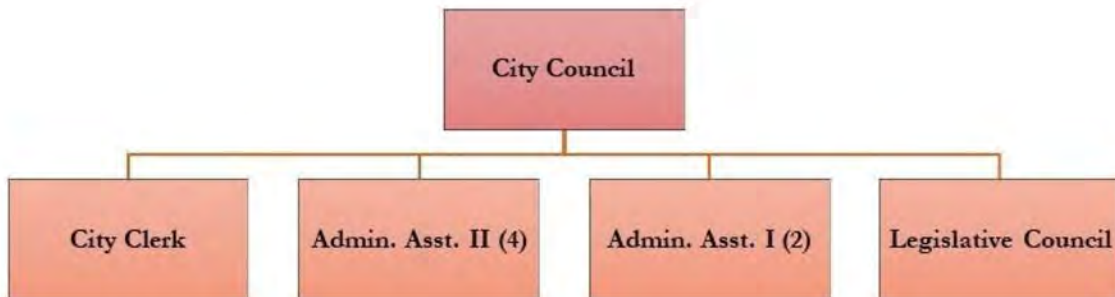 City Council
City Clerk
Admin. Asst. II (4)
Admin. Asst. I (2)
Legislative Council